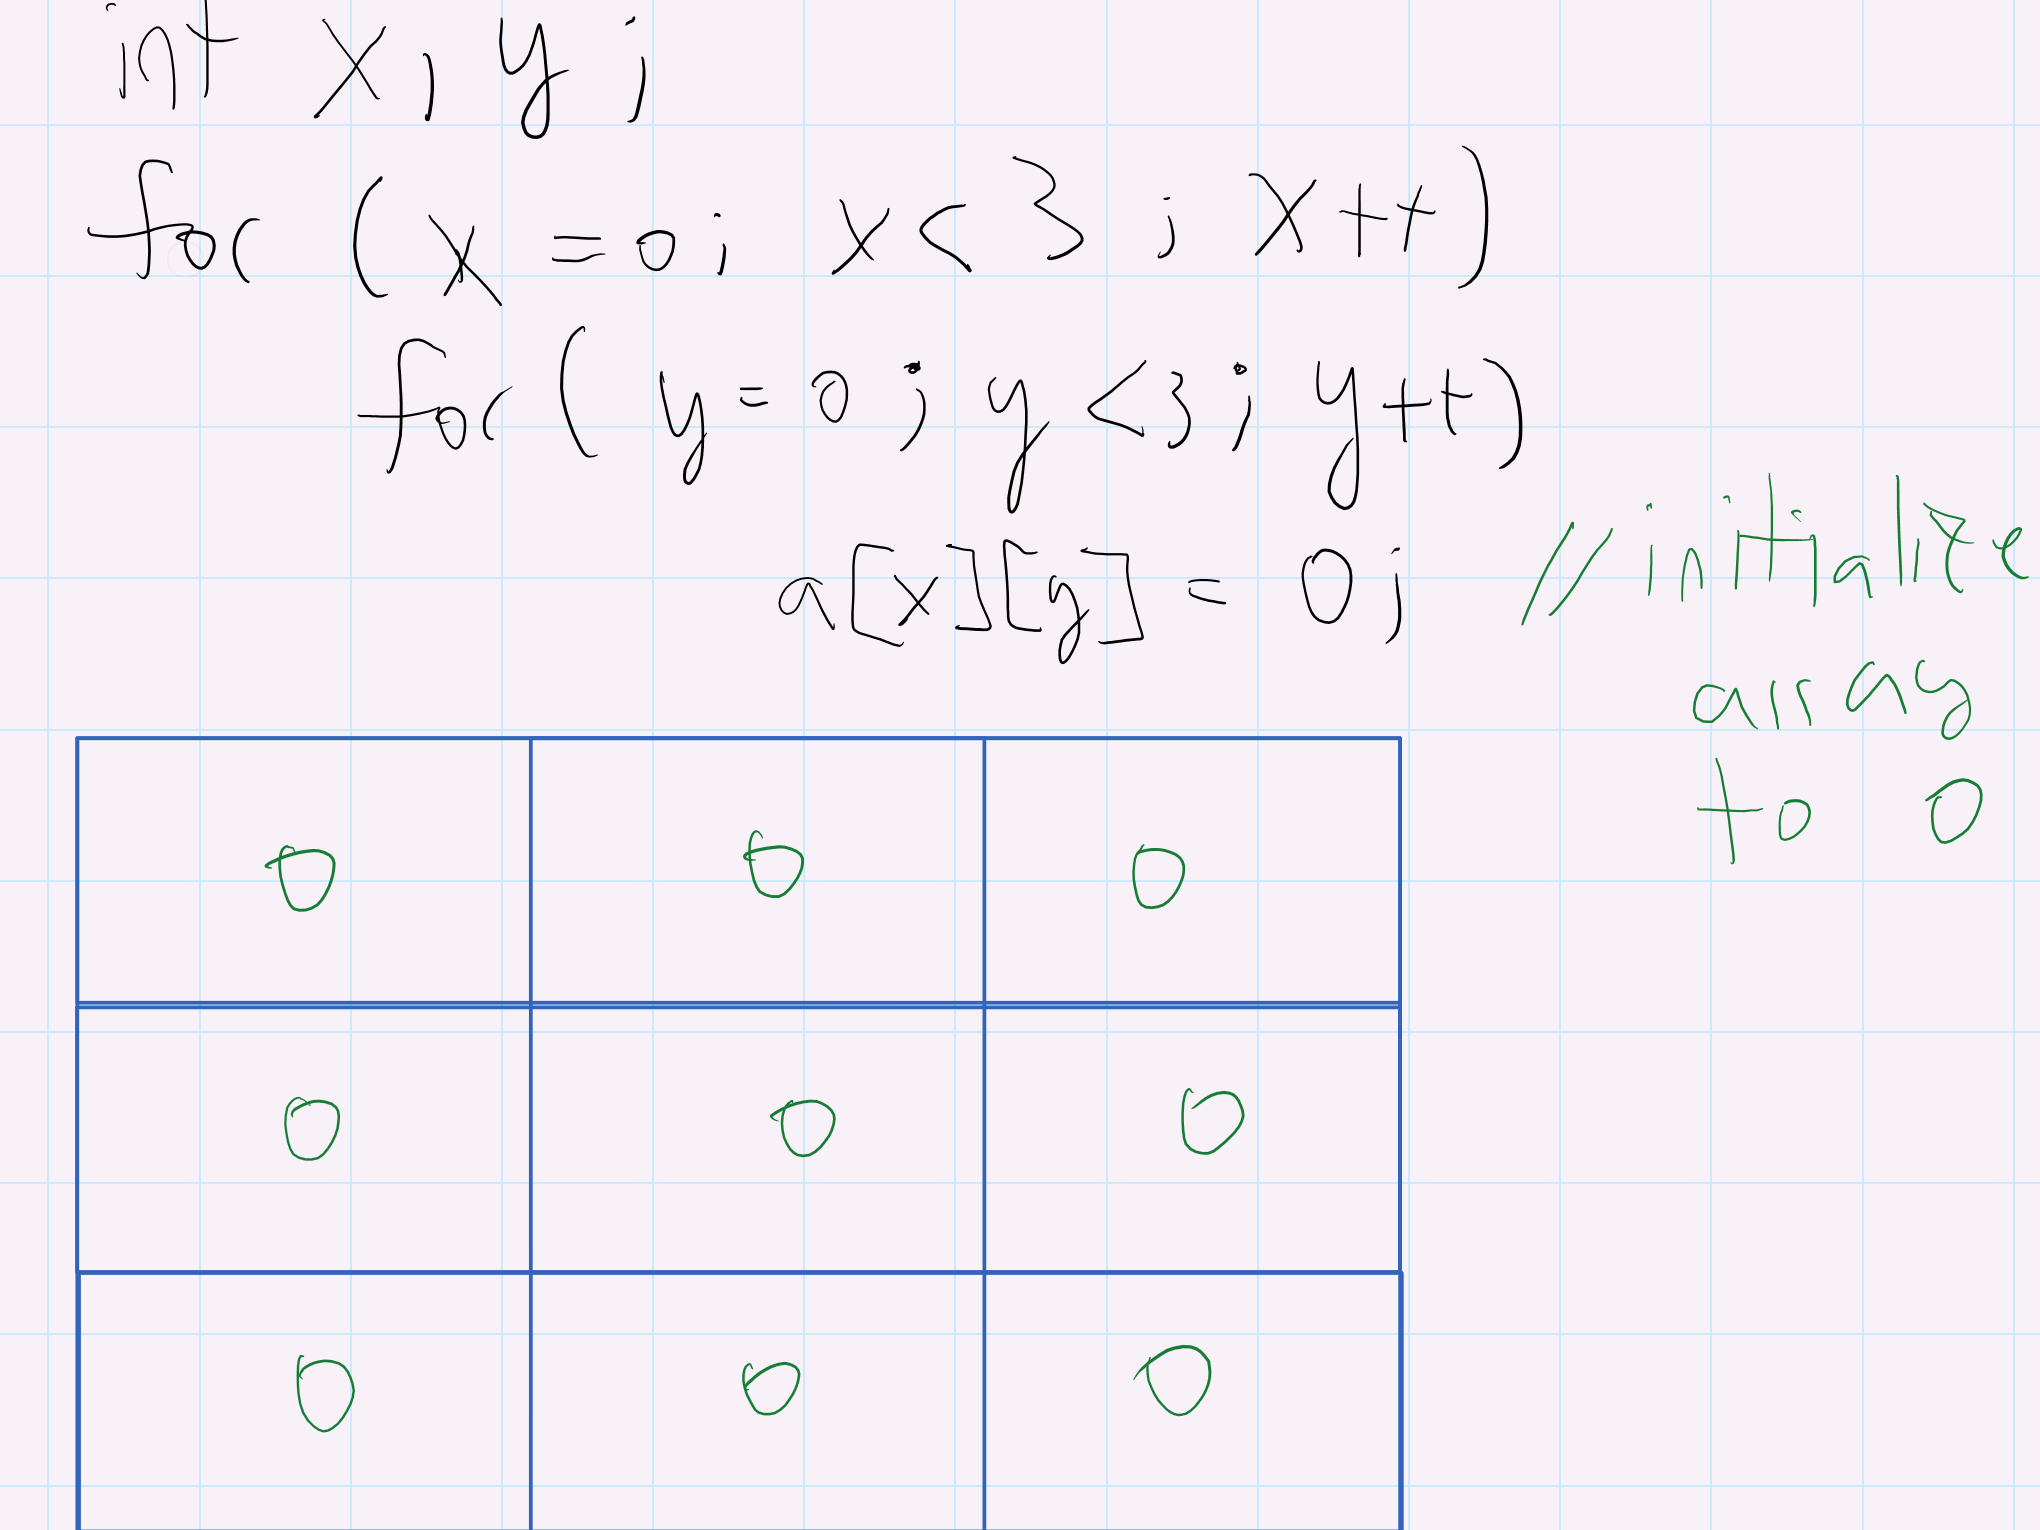 int x, y;
for (x = 0; x < 3; x++)
for (y = 0; y < 3; y++)
a[x][y] = 0; // initialize
array
to 0
0 0 0
0 0 0
0 0 0